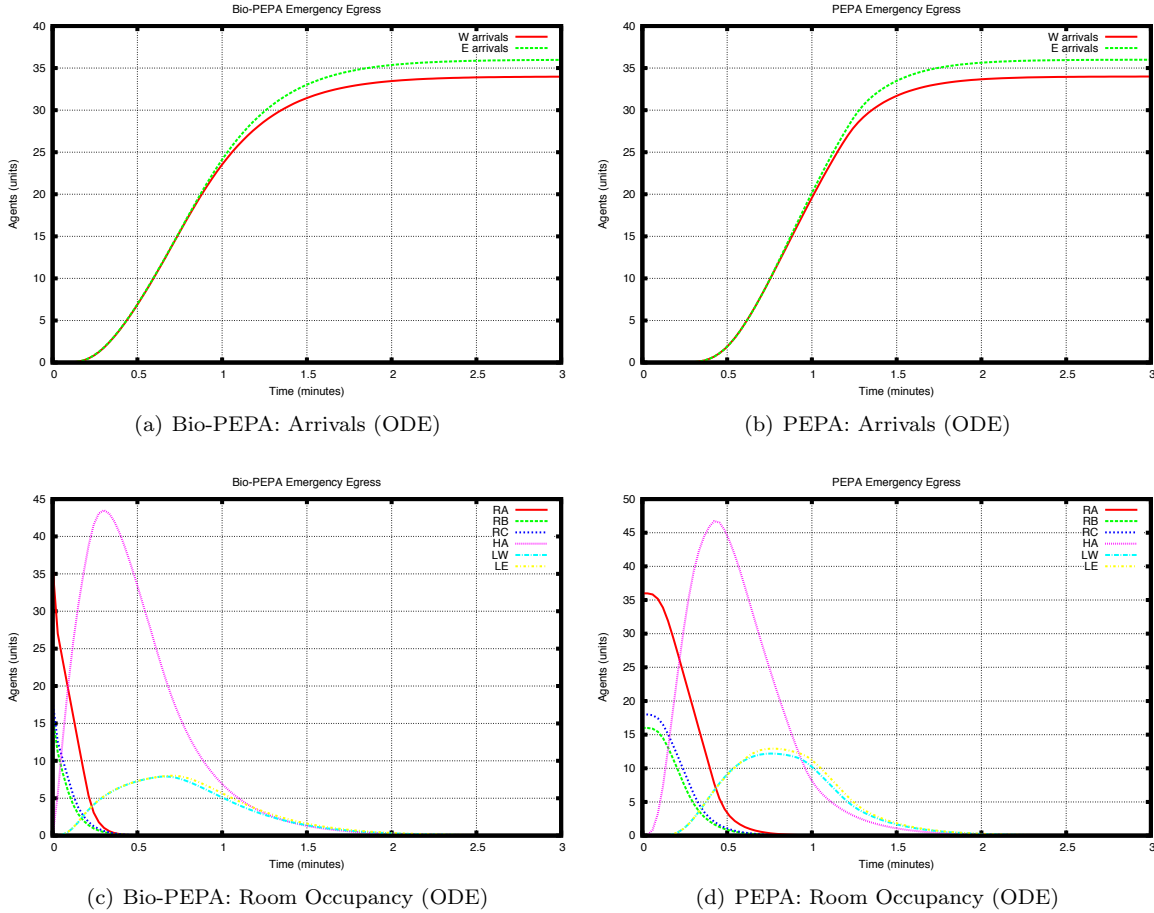 Bio-PEPA Emergency Egress
40
35
30
25
20
15
10
5
0
Agents (units)
W arrivals
E arrivals
0 0.5 1 1.5 2 2.5 3
Time (minutes)
(a) Bio-PEPA: Arrivals (ODE)
PEPA Emergency Egress
40
35
30
25
20
15
10
5
0
Agents (units)
W arrivals
E arrivals
0 0.5 1 1.5 2 2.5 3
Time (minutes)
(b) PEPA: Arrivals (ODE)
Bio-PEPA Emergency Egress
45
40
35
30
25
20
15
10
5
0
Agents (units)
RA
RB
RC
HA
LW
LE
0 0.5 1 1.5 2 2.5 3
Time (minutes)
(c) Bio-PEPA: Room Occupancy (ODE)
PEPA Emergency Egress
50
45
40
35
30
25
20
15
10
5
0
Agents (units)
RA
RB
RC
HA
LW
LE
0 0.5 1 1.5 2 2.5 3
Time (minutes)
(d) PEPA: Room Occupancy (ODE)